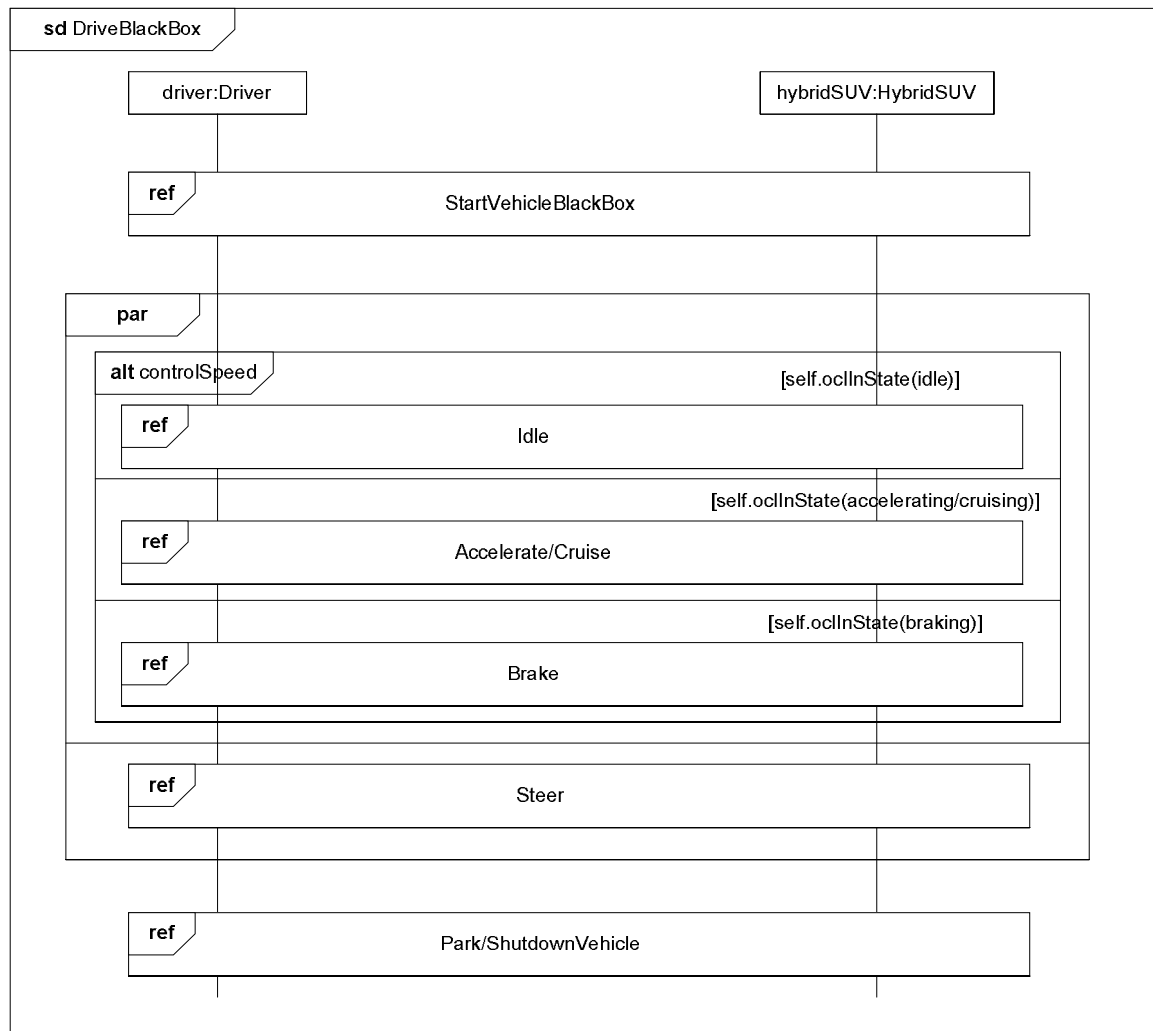 sd DriveBlackBox
driver:Driver
hybridSUV:HybridSUV
ref
StartVehicleBlackBox
par
alt controlSpeed
[self.oclInState(idle)]
ref
Idle
[self.oclInState(accelerating/cruising)]
ref
Accelerate/Cruise
[self.oclInState(braking)]
ref
Brake
ref
Steer
ref
Park/ShutdownVehicle